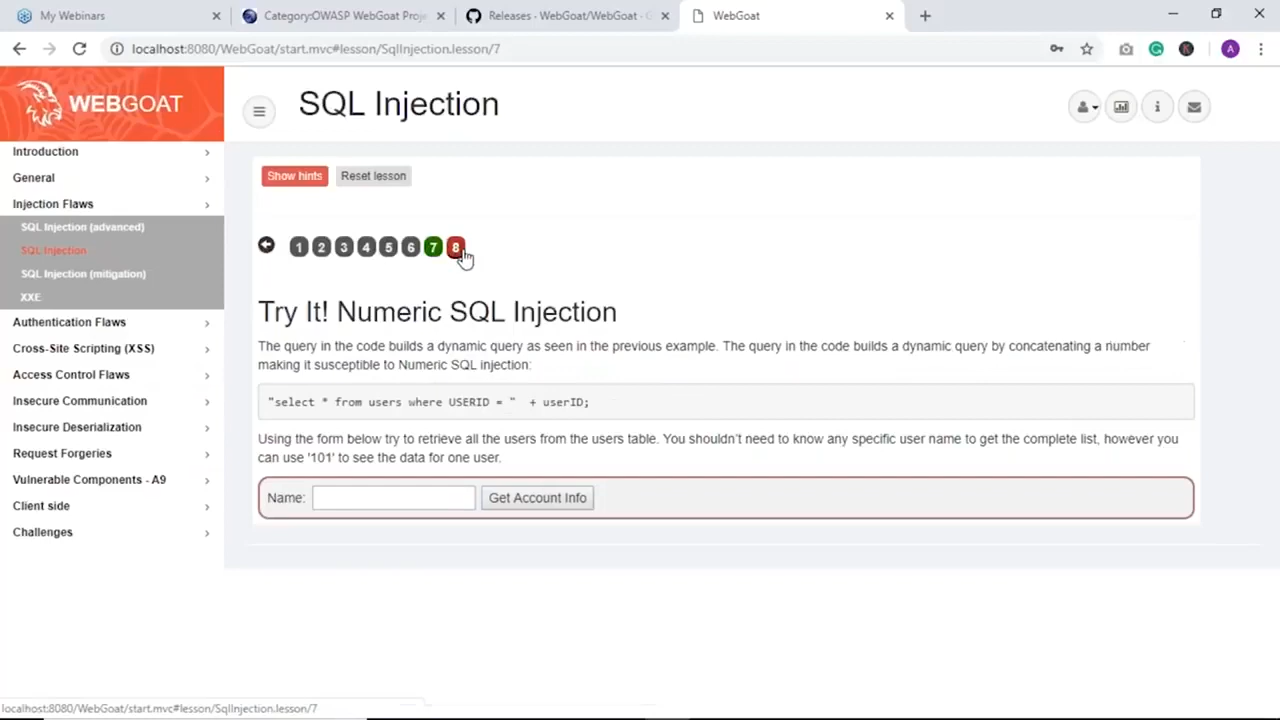 My Webinars
Category:OWASP WebGoat Proje
Releases · WebGoat/WebGoat · G
WebGoat
localhost:8080/WebGoat/start.mvc#lesson/SqlInjection.lesson/7
A
WEBGOAT
SQL Injection
Introduction
General
Injection Flaws
SQL Injection (advanced)
SQL Injection
SQL Injection (mitigation)
XXE
Authentication Flaws
Cross-Site Scripting (XSS)
Access Control Flaws
Insecure Communication
Insecure Deserialization
Request Forgeries
Vulnerable Components - A9
Client side
Challenges
Show hints Reset lesson
1 2 3 4 5 6 7 8
Try It! Numeric SQL Injection
The query in the code builds a dynamic query as seen in the previous example. The query in the code builds a dynamic query by concatenating a number
making it susceptible to Numeric SQL injection:
"select * from users where USERID = " + userID;
Using the form below try to retrieve all the users from the users table. You shouldn't need to know any specific user name to get the complete list, however you
can use '101' to see the data for one user.
Name: Get Account Info
localhost:8080/WebGoat/start.mvc#lesson/SqlInjection.lesson/7